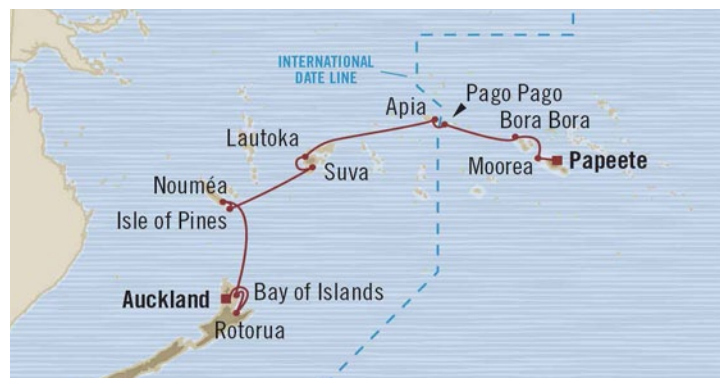 INTERNATIONAL
DATE LINE
Pago Pago
Apia
Bora Bora
Lautoka
Suva
Moorea
Papeete
Nouméa
Isle of Pines
Auckland
Bay of Islands
Rotorua